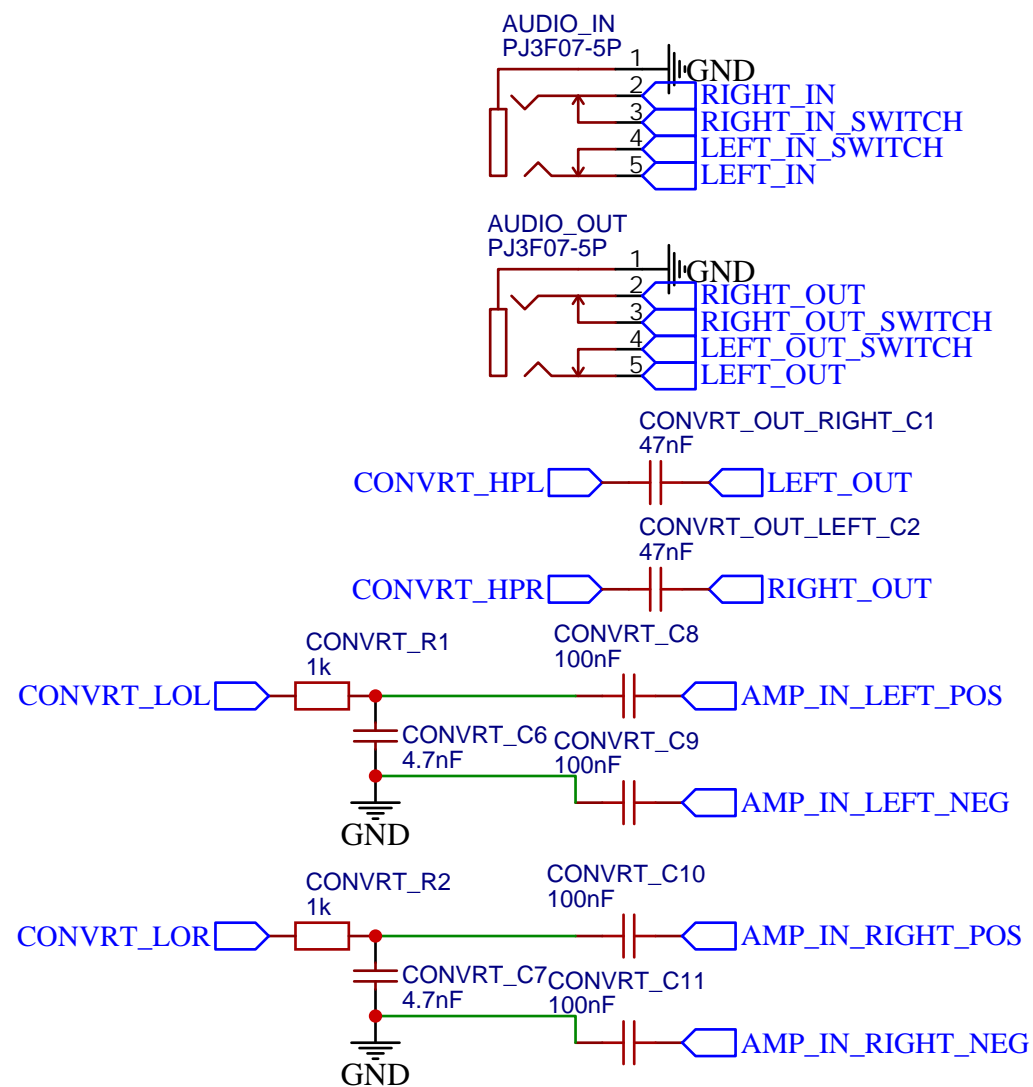 AUDIO_IN
PJ3F07-5P
1
GND
2
RIGHT_IN
3
RIGHT_IN_SWITCH
4
LEFT_IN_SWITCH
5
LEFT_IN
AUDIO_OUT
PJ3F07-5P
1
GND
2
RIGHT_OUT
3
RIGHT_OUT_SWITCH
4
LEFT_OUT_SWITCH
5
LEFT_OUT
CONVRT_OUT_RIGHT_C1
47nF
CONVRT_HPL
LEFT_OUT
CONVRT_OUT_LEFT_C2
47nF
CONVRT_HPR
RIGHT_OUT
CONVRT_R1
1k
CONVRT_C8
100nF
CONVRT_LOL
AMP_IN_LEFT_POS
CONVRT_C6
4.7nF
CONVRT_C9
100nF
AMP_IN_LEFT_NEG
GND
CONVRT_R2
1k
CONVRT_C10
100nF
CONVRT_LOR
AMP_IN_RIGHT_POS
CONVRT_C7
4.7nF
CONVRT_C11
100nF
AMP_IN_RIGHT_NEG
GND